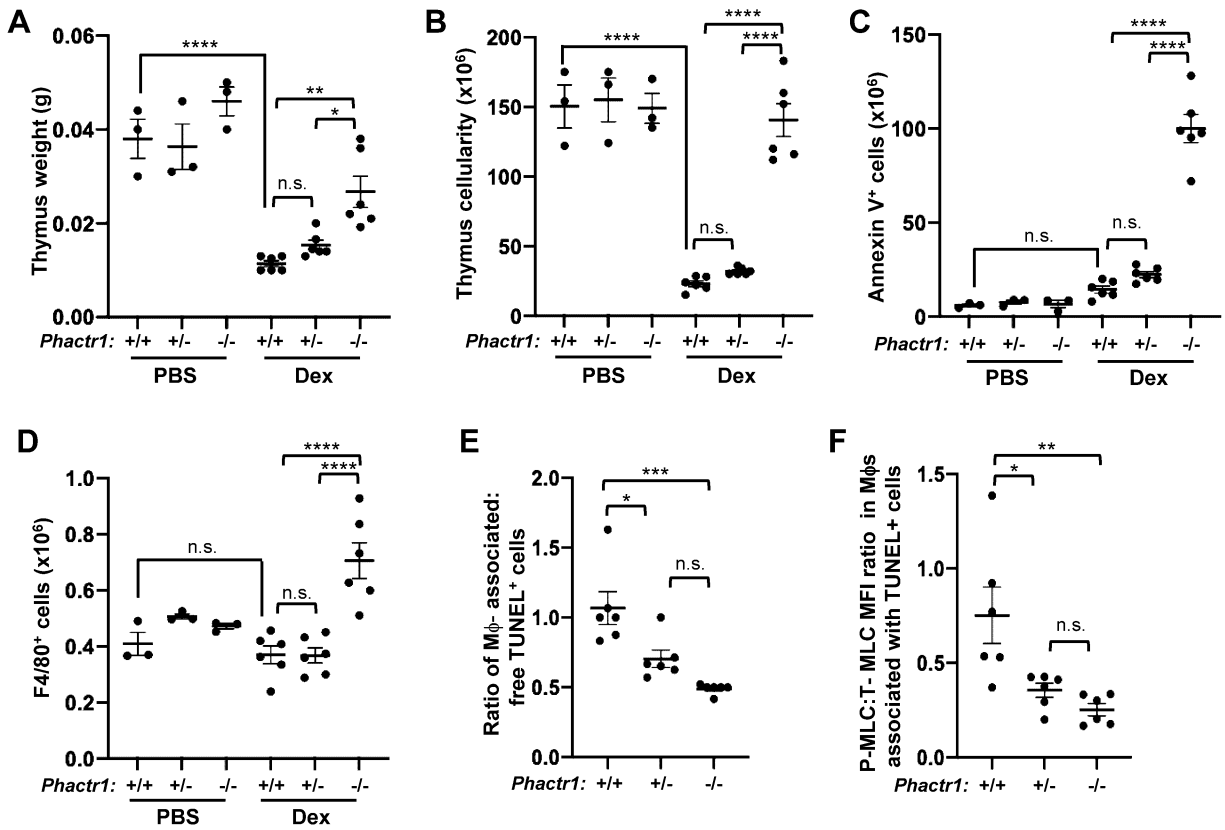 A
Thymus weight (g)
0.06
0.04
0.02
0.00
****
**
*
n.s.
Phactr1: +/+ +/- -/- +/+ +/- -/-
PBS Dex
B
Thymus cellularity (x10⁶)
200
150
100
50
0
****
****
****
n.s.
+/+ +/- -/- +/+ +/- -/-
PBS Dex
C
Annexin V⁺ cells (x10⁶)
150
100
50
0
****
****
n.s.
n.s.
+/+ +/- -/- +/+ +/- -/-
PBS Dex
D
F4/80⁺ cells (x10⁶)
1.0
0.8
0.6
0.4
0.2
0.0
****
****
n.s.
n.s.
Phactr1: +/+ +/- -/- +/+ +/- -/-
PBS Dex
E
Ratio of Mϕ- associated:
free TUNEL⁺ cells
2.0
1.5
1.0
0.5
0.0
***
*
n.s.
Phactr1: +/+ +/- -/-
F
P-MLC:T- MLC MFI ratio in Mϕs
associated with TUNEL+ cells
1.5
1.0
0.5
0.0
**
*
n.s.
Phactr1: +/+ +/- -/-